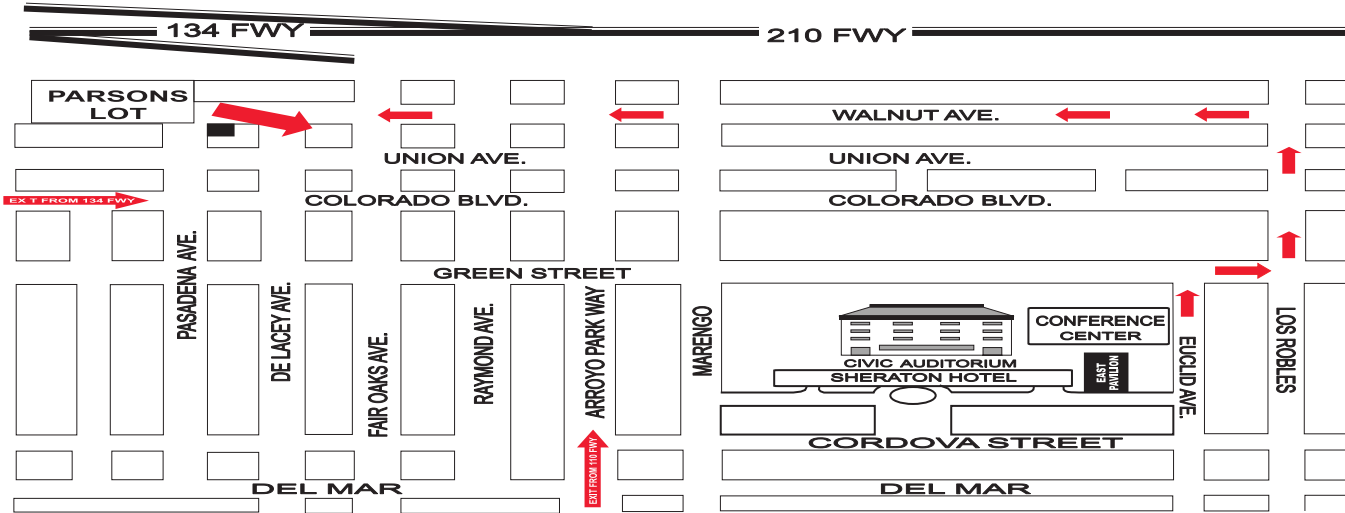 134 FWY
210 FWY
PARSONS
LOT
WALNUT AVE.
UNION AVE.
UNION AVE.
EX T FROM 134 FWY
COLORADO BLVD.
COLORADO BLVD.
PASADENA AVE.
GREEN STREET
DE LACEY AVE.
FAIR OAKS AVE.
RAYMOND AVE.
ARROYO PARK WAY
MARENGO
CONFERENCE
CENTER
CIVIC AUDITORIUM
SHERATON HOTEL
EAST
PAVILION
EUCLID AVE.
LOS ROBLES
CORDOVA STREET
EXIT FROM 110 FWY
DEL MAR
DEL MAR